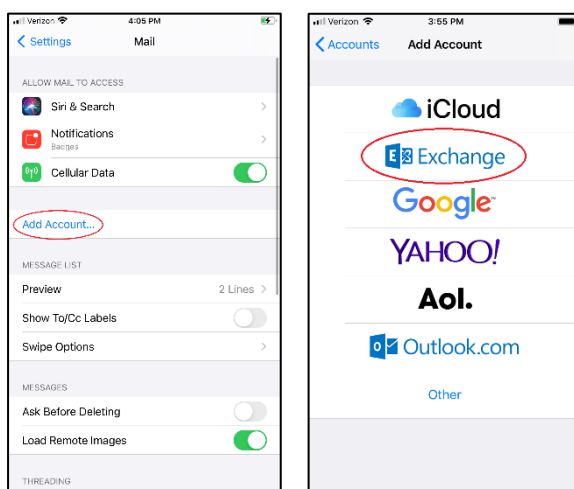 Verizon 4:05 PM
Settings Mail
ALLOW MAIL TO ACCESS
Siri & Search
Notifications
Badges
Cellular Data
Add Account...
MESSAGE LIST
Preview 2 Lines
Show To/Cc Labels
Swipe Options
MESSAGES
Ask Before Deleting
Load Remote Images
THREADING
Verizon 3:55 PM
Accounts Add Account
iCloud
E Exchange
Google™
YAHOO!
Aol.
o Outlook.com
Other